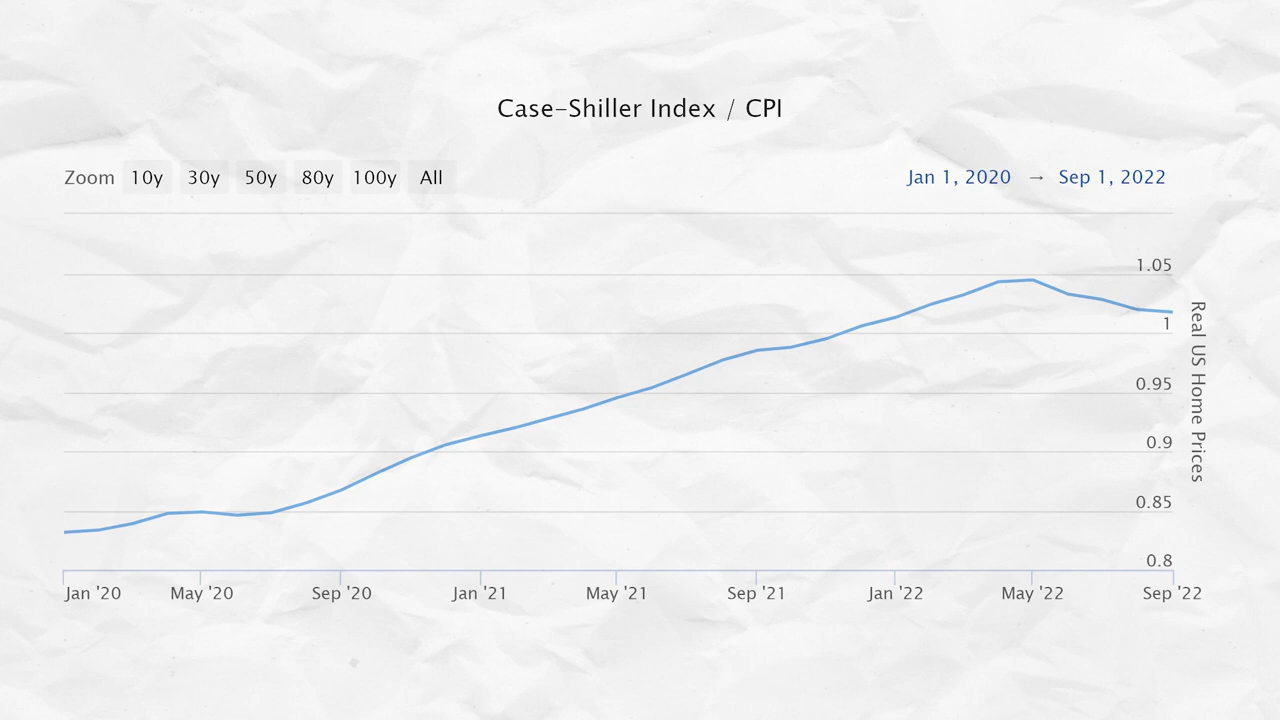 Case-Shiller Index / CPI
Zoom 10y 30y 50y 80y 100y All Jan 1, 2020 → Sep 1, 2022
1.05
1
0.95
0.9
0.85
0.8
Real US Home Prices
Jan '20 May '20 Sep '20 Jan '21 May '21 Sep '21 Jan '22 May '22 Sep '22